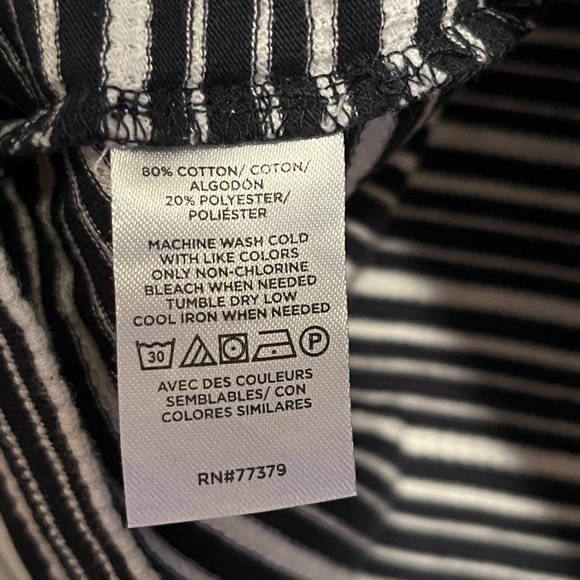 80% COTTON/ COTON/
ALGODÓN
20% POLYESTER/
POLIÉSTER
MACHINE WASH COLD
WITH LIKE COLORS
ONLY NON-CHLORINE
BLEACH WHEN NEEDED
TUMBLE DRY LOW
COOL IRON WHEN NEEDED
30 P
AVEC DES COULEURS
SEMBLABLES/ CON
COLORES SIMILARES
RN#77379